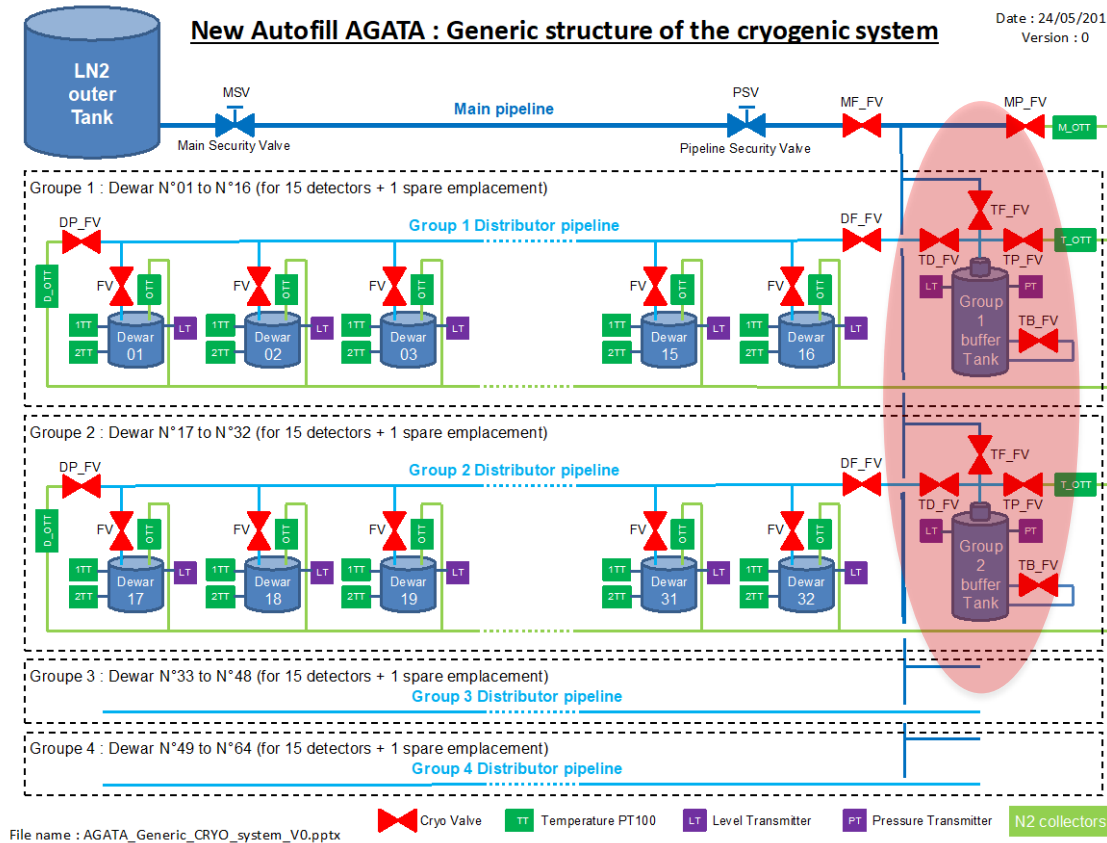 New Autofill AGATA : Generic structure of the cryogenic system
Date : 24/05/201
Version : 0
LN2
outer
Tank
MSV
Main Security Valve
Main pipeline
PSV
Pipeline Security Valve
MF_FV
MP_FV
M_OTT
Groupe 1 : Dewar N°01 to N°16 (for 15 detectors + 1 spare emplacement)
DP_FV
Group 1 Distributor pipeline
DF_FV
TF_FV
TD_FV
TP_FV
T_OTT
D_OTT
FV
OTT
FV
OTT
FV
OTT
FV
OTT
FV
OTT
LT
PT
1TT
2TT
Dewar
01
LT
1TT
2TT
Dewar
02
LT
Dewar
03
LT
1TT
2TT
Dewar
15
LT
1TT
2TT
Dewar
16
LT
1TT
2TT
Group
1
buffer
Tank
TB_FV
Groupe 2 : Dewar N°17 to N°32 (for 15 detectors + 1 spare emplacement)
DP_FV
Group 2 Distributor pipeline
DF_FV
TF_FV
TD_FV
TP_FV
T_OTT
D_OTT
FV
OTT
FV
OTT
FV
OTT
FV
OTT
FV
OTT
LT
PT
1TT
2TT
Dewar
17
LT
1TT
2TT
Dewar
18
LT
1TT
2TT
Dewar
19
LT
1TT
2TT
Dewar
31
LT
1TT
2TT
Dewar
32
LT
Group
2
buffer
Tank
TB_FV
Groupe 3 : Dewar N°33 to N°48 (for 15 detectors + 1 spare emplacement)
Group 3 Distributor pipeline
Groupe 4 : Dewar N°49 to N°64 (for 15 detectors + 1 spare emplacement)
Group 4 Distributor pipeline
File name : AGATA_Generic_CRYO_system_V0.pptx
Cryo Valve
TT
Temperature PT100
LT
Level Transmitter
PT
Pressure Transmitter
N2 collectors